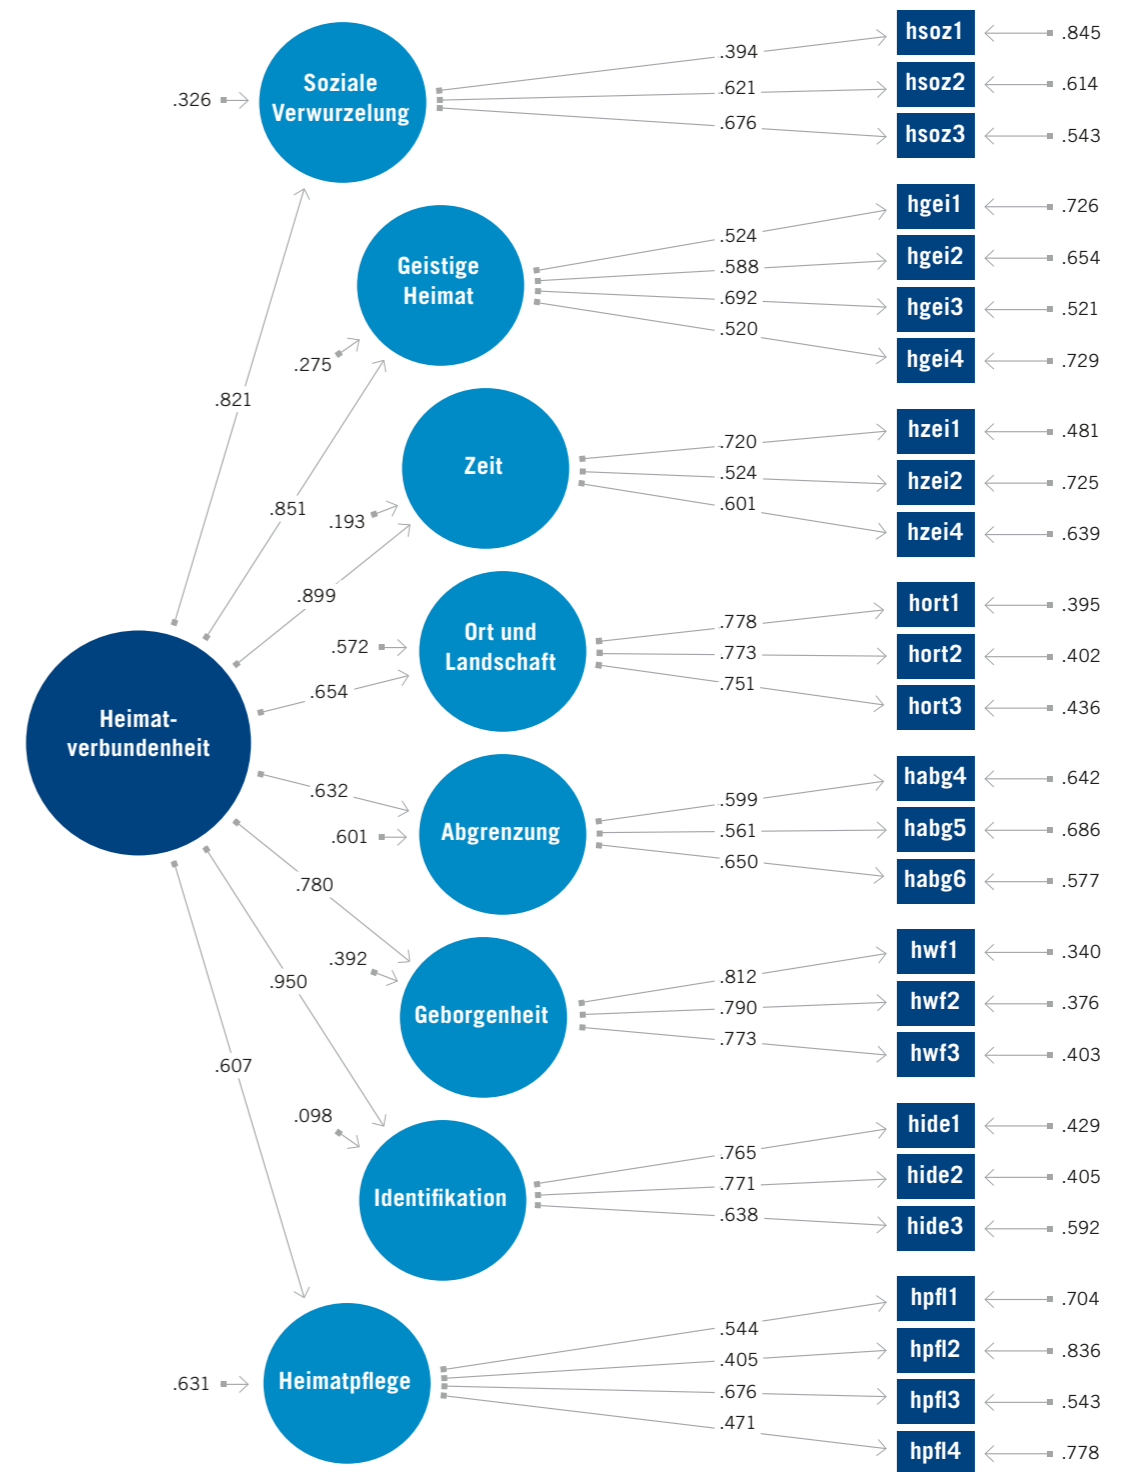 .326
Soziale
Verwurzelung
.394
.621
.676
hsoz1
.845
hsoz2
.614
hsoz3
.543
Geistige
Heimat
.275
.524
.588
.692
.520
hgei1
.726
hgei2
.654
hgei3
.521
hgei4
.729
.821
.851
Zeit
.193
.720
.524
.601
hzei1
.481
hzei2
.725
hzei4
.639
.899
Ort und
Landschaft
.572
.654
.778
.773
.751
hort1
.395
hort2
.402
hort3
.436
Heimat-
verbundenheit
.632
.601
Abgrenzung
.599
.561
.650
habg4
.642
habg5
.686
habg6
.577
.780
.392
Geborgenheit
.812
.790
.773
hwf1
.340
hwf2
.376
hwf3
.403
.950
.607
.098
Identifikation
.765
.771
.638
hide1
.429
hide2
.405
hide3
.592
.631
Heimatpflege
.544
.405
.676
.471
hpfl1
.704
hpfl2
.836
hpfl3
.543
hpfl4
.778